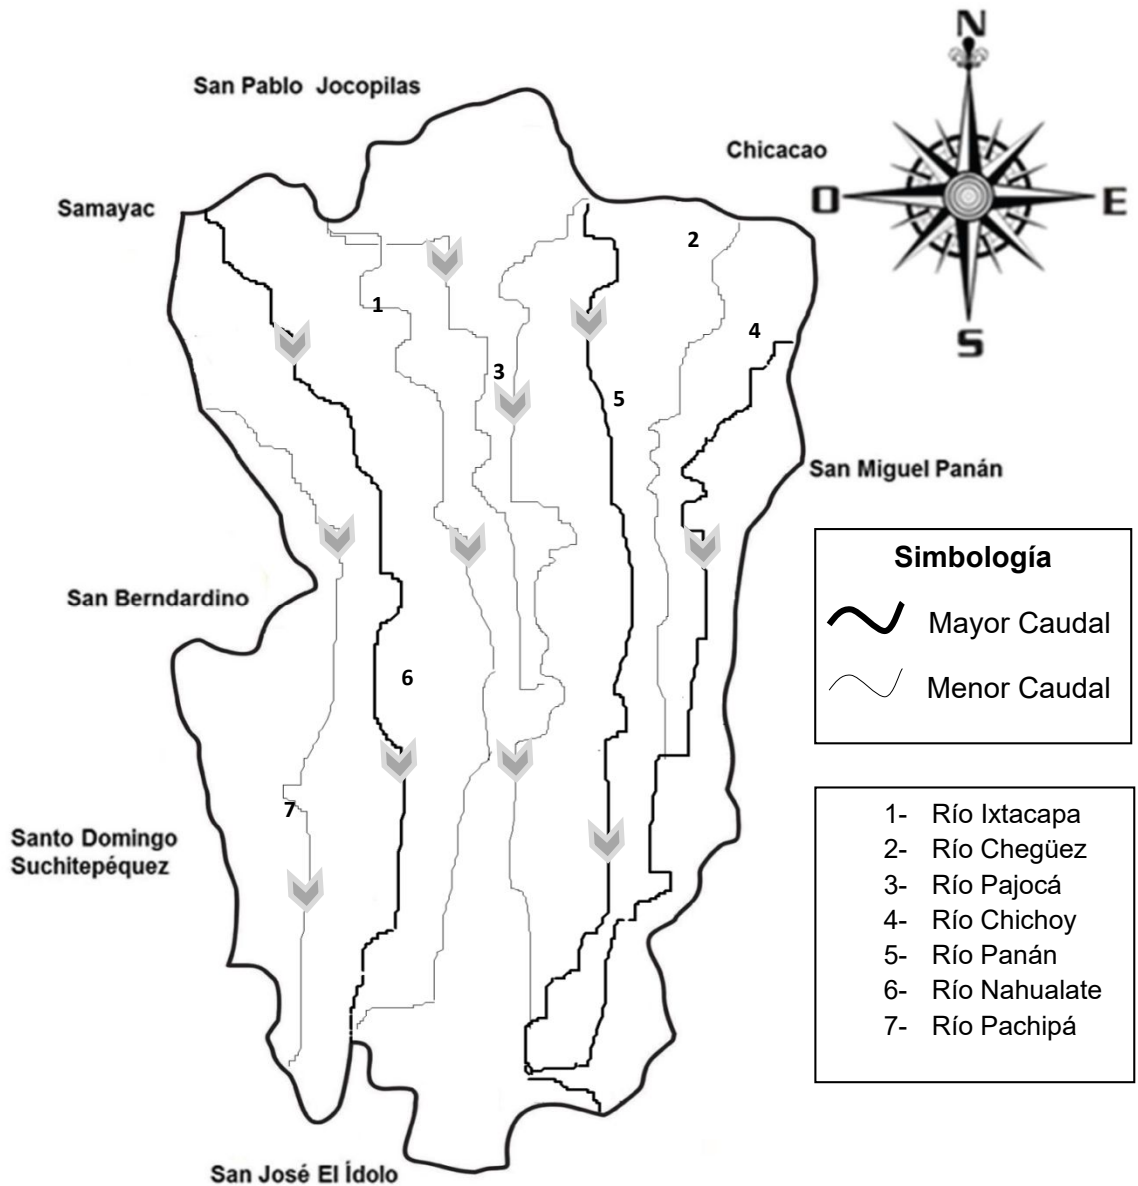 N
San Pablo Jocopilas
Chicacao
O
E
Samayac
2
1
4
S
3
5
San Miguel Panán
Simbología
Mayor Caudal
Menor Caudal
San Berndardino
6
7
Santo Domingo
Suchitepéquez
1- Río Ixtacapa
2- Río Chegüez
3- Río Pajocá
4- Río Chichoy
5- Río Panán
6- Río Nahualate
7- Río Pachipá
San José El Ídolo